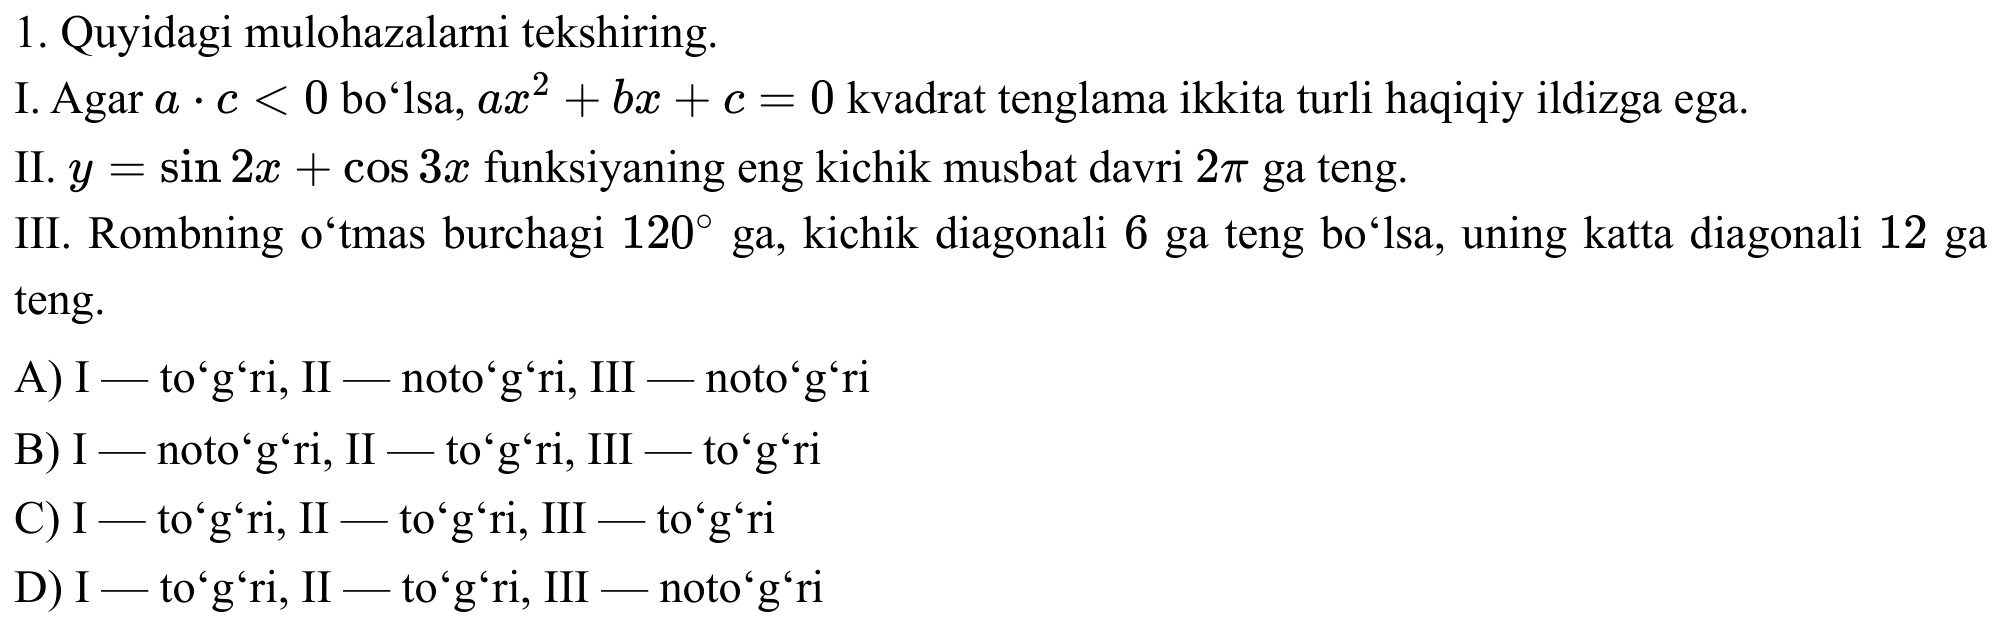 1. Quyidagi mulohazalarni tekshiring.
I. Agar a · c < 0 bo‘lsa, ax² + bx + c = 0 kvadrat tenglama ikkita turli haqiqiy ildizga ega.
II. y = sin 2x + cos 3x funksiyaning eng kichik musbat davri 2π ga teng.
III. Rombning o‘tmas burchagi 120° ga, kichik diagonali 6 ga teng bo‘lsa, uning katta diagonali 12 ga
teng.
A) I — to‘g‘ri, II — noto‘g‘ri, III — noto‘g‘ri
B) I — noto‘g‘ri, II — to‘g‘ri, III — to‘g‘ri
C) I — to‘g‘ri, II — to‘g‘ri, III — to‘g‘ri
D) I — to‘g‘ri, II — to‘g‘ri, III — noto‘g‘ri